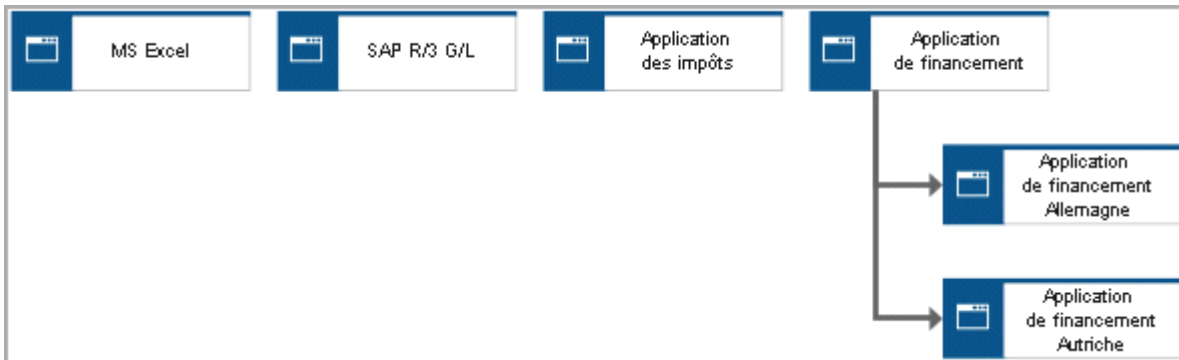 MS Excel
SAP R/3 G/L
Application
des impôts
Application
de financement
Application
de financement
Allemagne
Application
de financement
Autriche